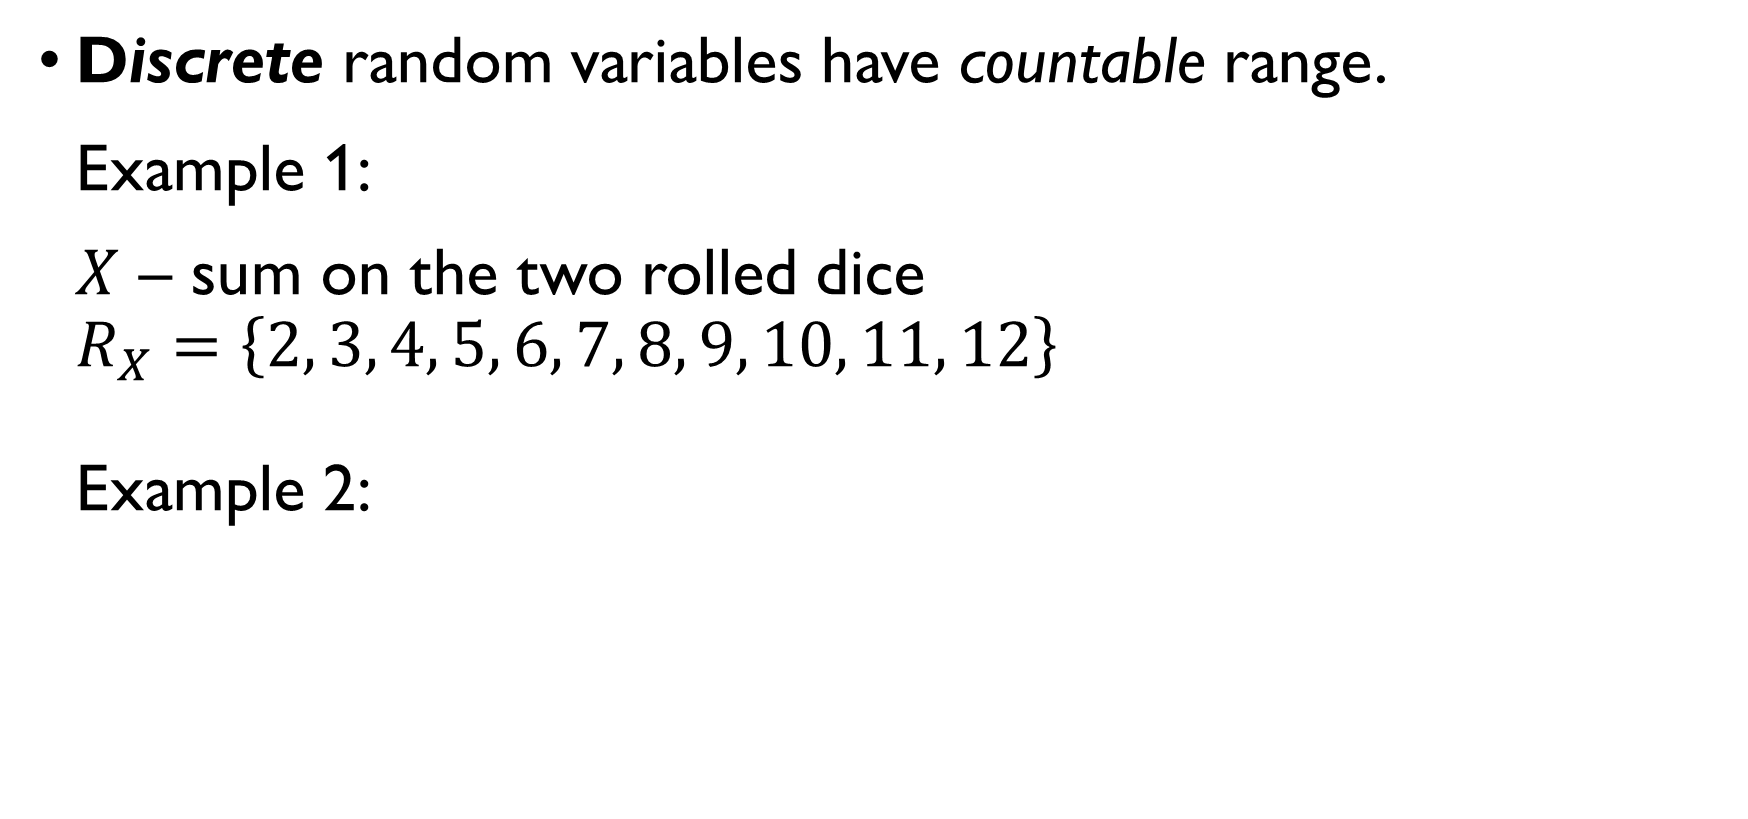 • Discrete random variables have countable range.
Example 1:
X – sum on the two rolled dice
R_X = {2, 3, 4, 5, 6, 7, 8, 9, 10, 11, 12}
Example 2: